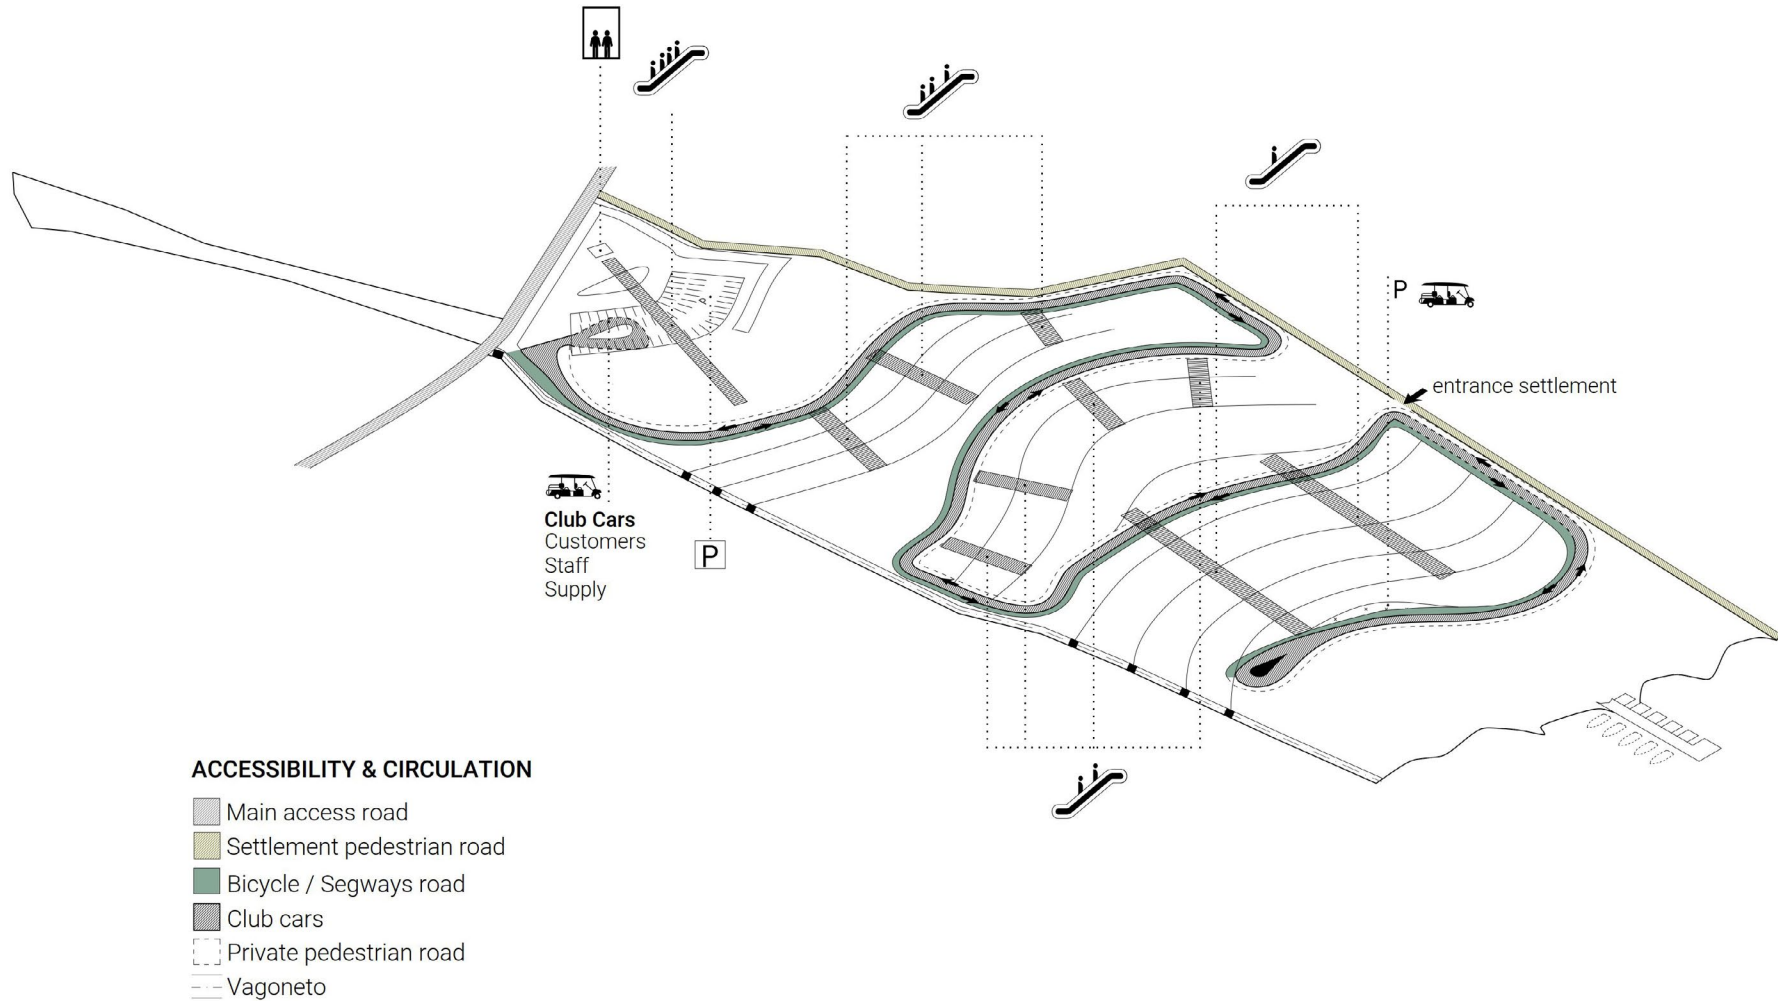 P
entrance settlement
Club Cars
Customers
Staff
Supply
P
ACCESSIBILITY & CIRCULATION
Main access road
Settlement pedestrian road
Bicycle / Segways road
Club cars
Private pedestrian road
Vagoneto